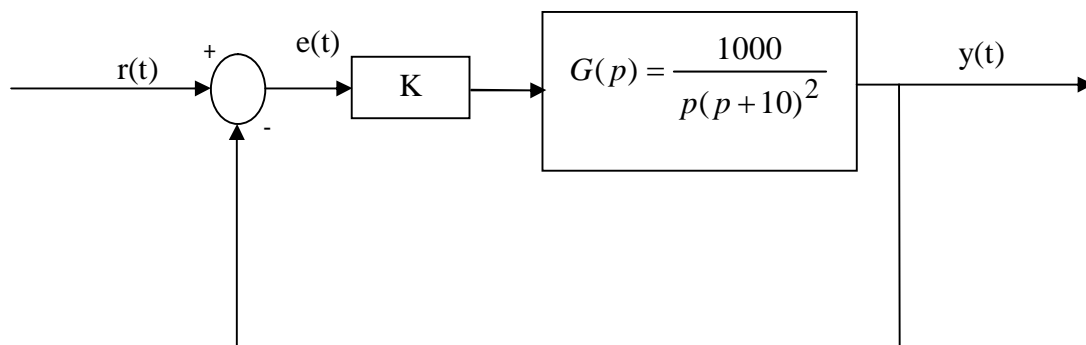 r(t)
+
-
e(t)
K
G(p) = 1000 / p(p+10)²
y(t)